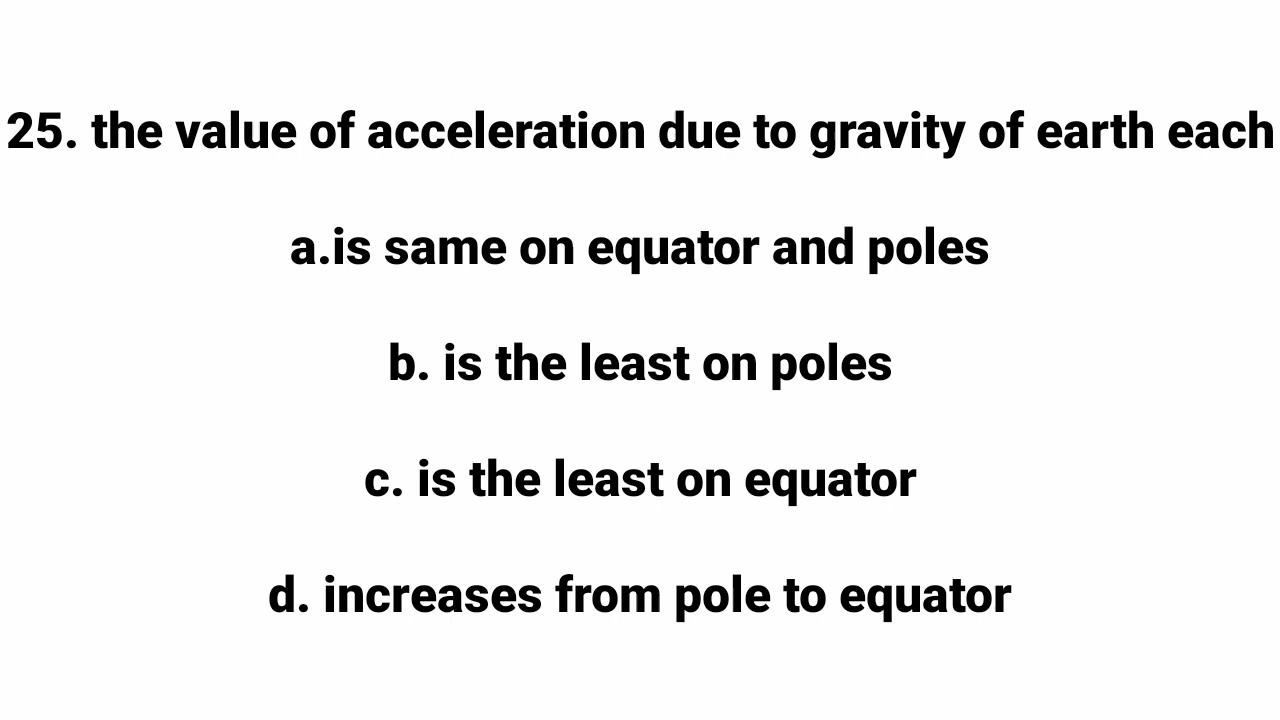 25. the value of acceleration due to gravity of earth each
a.is same on equator and poles
b. is the least on poles
c. is the least on equator
d. increases from pole to equator